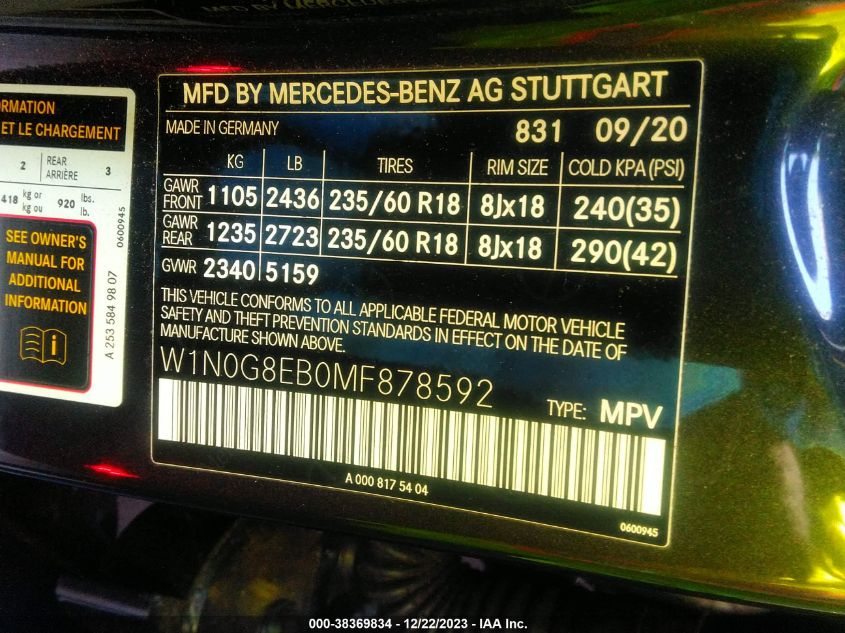 MFD BY
RMATION
ET LE CHARGEMENT
2 REAR ARRIÈRE 3
418 kg or kg ou 920 lbs. lb.
SEE OWNER'S
MANUAL FOR
ADDITIONAL
INFORMATION
i
0600945
A 253 584 98 07
MFD BY MERCEDES-BENZ AG STUTTGART
MADE IN GERMANY 831 09/20
KG LB TIRES RIM SIZE COLD KPA (PSI)
GAWR FRONT 1105 2436 235/60 R18 8Jx18 240(35)
GAWR REAR 1235 2723 235/60 R18 8Jx18 290(42)
GVWR 2340 5159
THIS VEHICLE CONFORMS TO ALL APPLICABLE FEDERAL MOTOR VEHICLE
SAFETY AND THEFT PREVENTION STANDARDS IN EFFECT ON THE DATE OF
MANUFACTURE SHOWN ABOVE.
W1N0G8EB0MF878592
TYPE: MPV
A 000 817 54 04
0600945
000-38369834 - 12/22/2023 - IAA Inc.